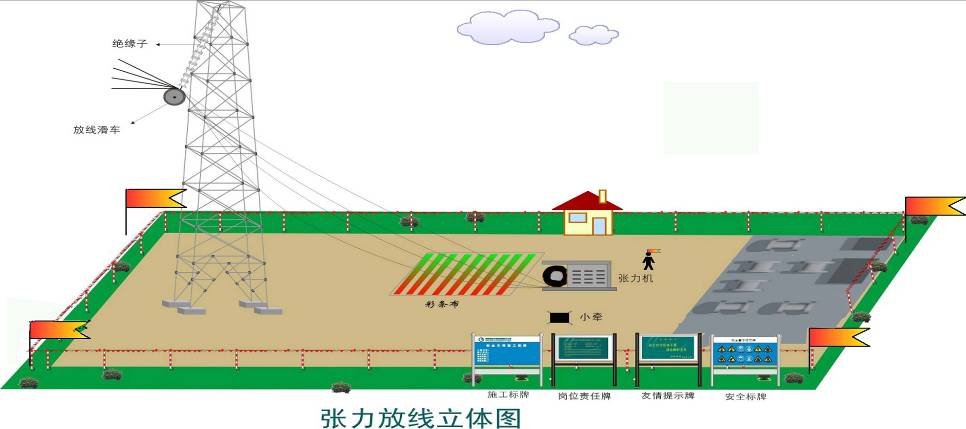 绝缘子
放线滑车
张力机
彩条布
小牵
施工标牌
岗位责任牌
友情提示牌
安全标牌
张力放线立体图